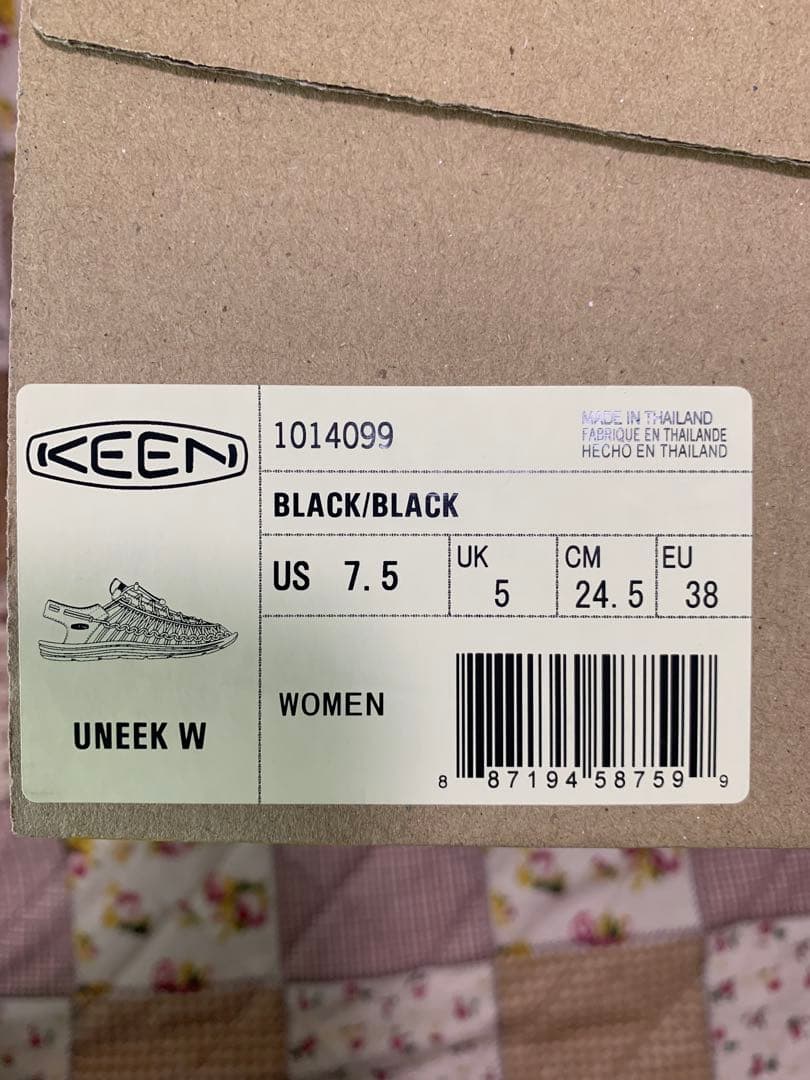 KEEN
1014099
MADE IN THAILAND
FABRIQUE EN THAILANDE
HECHO EN THAILAND
BLACK/BLACK
US 7.5
UK 5
CM 24.5
EU 38
UNEEK W
WOMEN
8 87194 58759 9